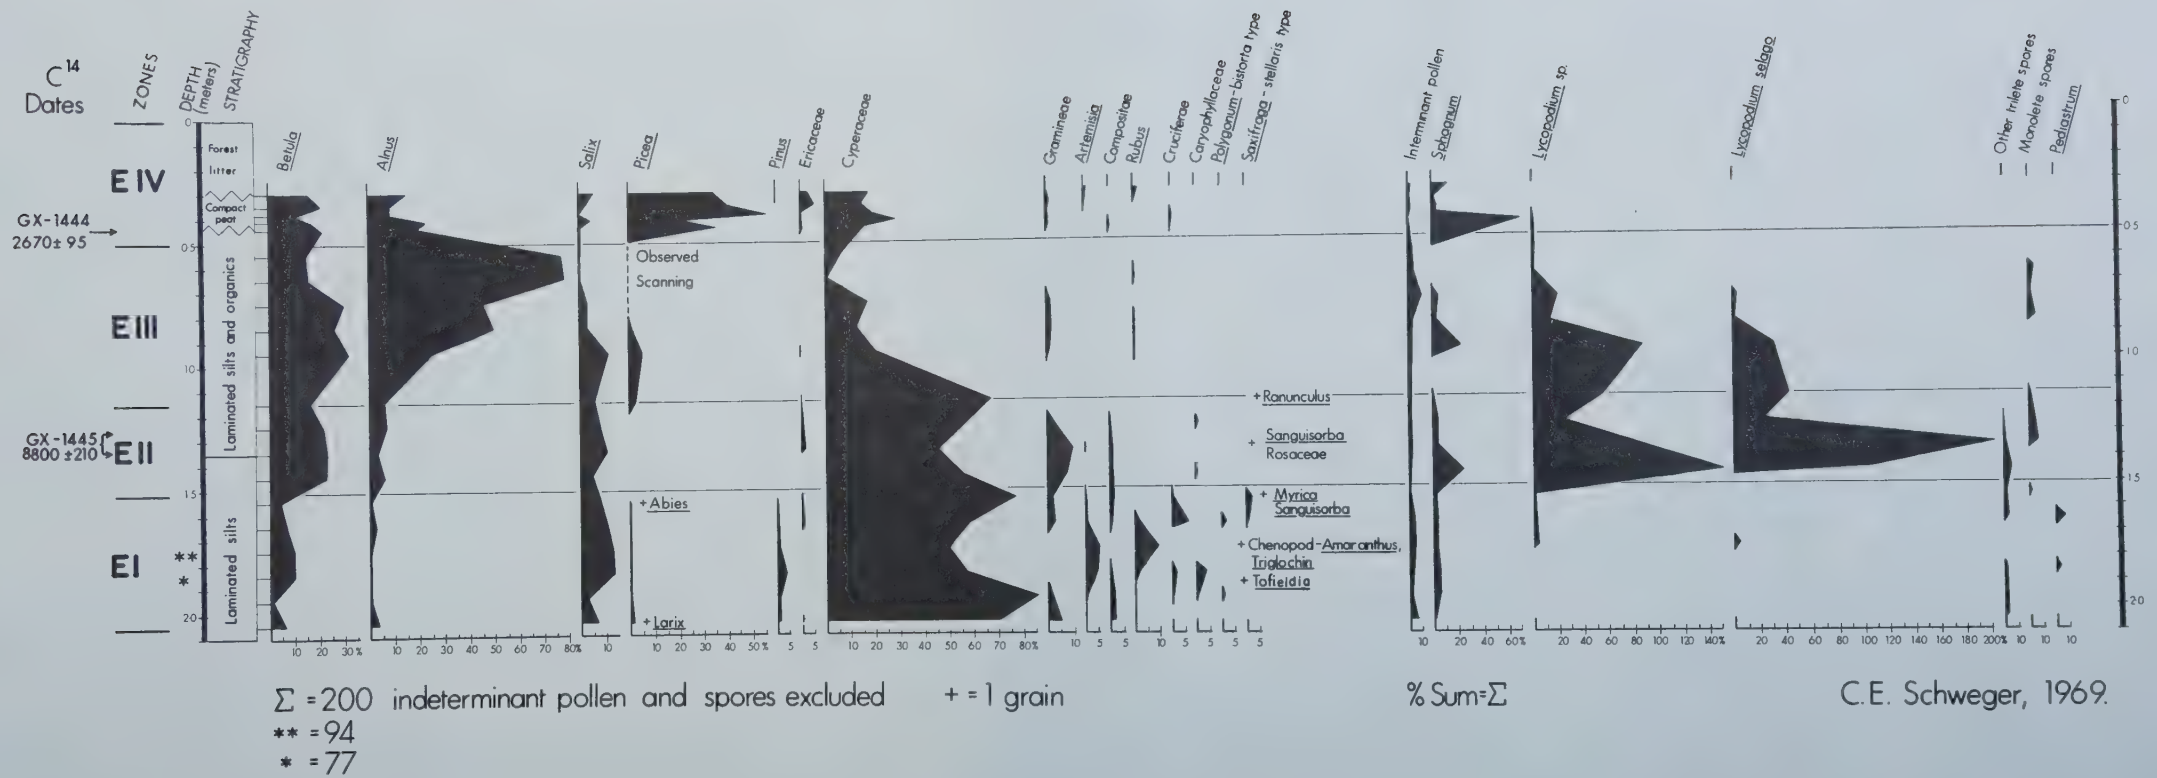 C14
Dates
ZONES
DEPTH
(meters)
STRATIGRAPHY
Betula
Alnus
Salix
Picea
Pinus
Ericaceae
Cyperaceae
Gramineae
Artemisia
Compositae
Rubus
Cruciferae
Caryophyllaceae
Polygonum-bistorta type
Saxifraga - stellaris type
Interminant pollen
Sphagnum
Lycopodium sp.
Lycopodium selago
Other trilete spores
Monolete spores
Pediastrum
0
0
Forest
litter
E IV
Compact
peat
GX-1444
2670± 95
05
05
Observed
Scanning
Laminated silts and organics
E III
10
10
+ Ranunculus
GX-1445
8800 ±210
E II
+ Sanguisorba
Rosaceae
15
15
+ Abies
+ Myrica
Sanguisorba
Laminated silts
E I
**
*
+ Chenopod-Amaranthus,
Triglochin
+ Tofieldia
20
20
+ Larix
10 20 30%
10 20 30 40 50 60 70 80%
10
10 20 30 40 50%
5
5
10 20 30 40 50 60 70 80%
10 5 5 10 5 5 5 5
10
20 40 60%
20 40 60 80 100 120 140%
20 40 60 80 100 120 140 160 180 200%
10 10 10
Σ = 200 indeterminant pollen and spores excluded + = 1 grain
% Sum=Σ
C.E. Schweger, 1969.
** = 94
* = 77